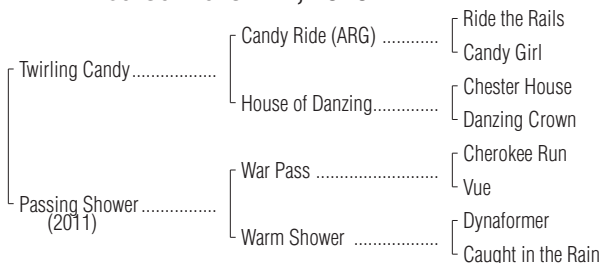 Ride the Rails
Candy Ride (ARG) ............
Candy Girl
Twirling Candy.................
Chester House
House of Danzing..............
Danzing Crown
Cherokee Run
War Pass ....................
Vue
Passing Shower...............
(2011)
Dynaformer
Warm Shower ..................
Caught in the Rain